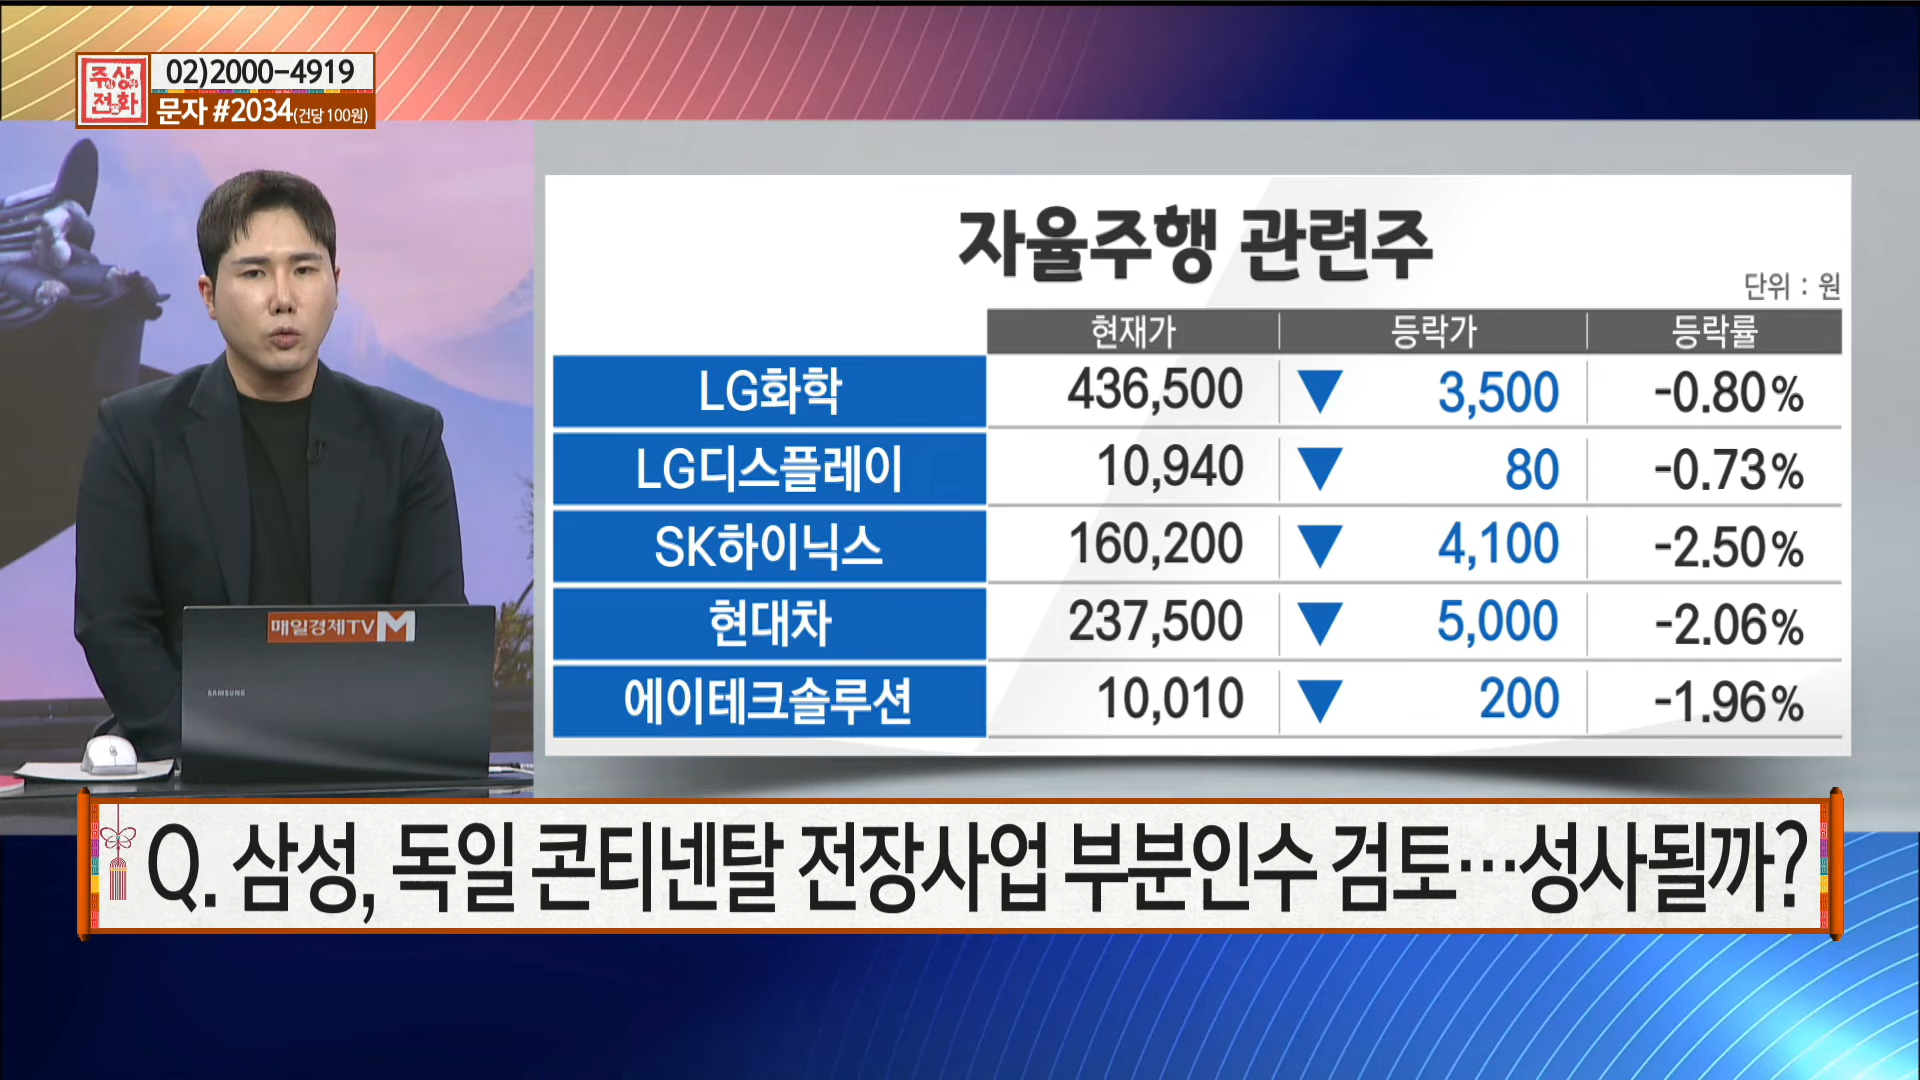 주상
전화
02)2000-4919
문자 #2034(건당 100원)
자율주행 관련주
단위 : 원
현재가 등락가 등락률
LG화학 436,500 ▼ 3,500 -0.80%
LG디스플레이 10,940 ▼ 80 -0.73%
SK하이닉스 160,200 ▼ 4,100 -2.50%
현대차 237,500 ▼ 5,000 -2.06%
에이테크솔루션 10,010 ▼ 200 -1.96%
매일경제TV M
SAMSUNG
Q. 삼성, 독일 콘티넨탈 전장사업 부분인수 검토…성사될까?